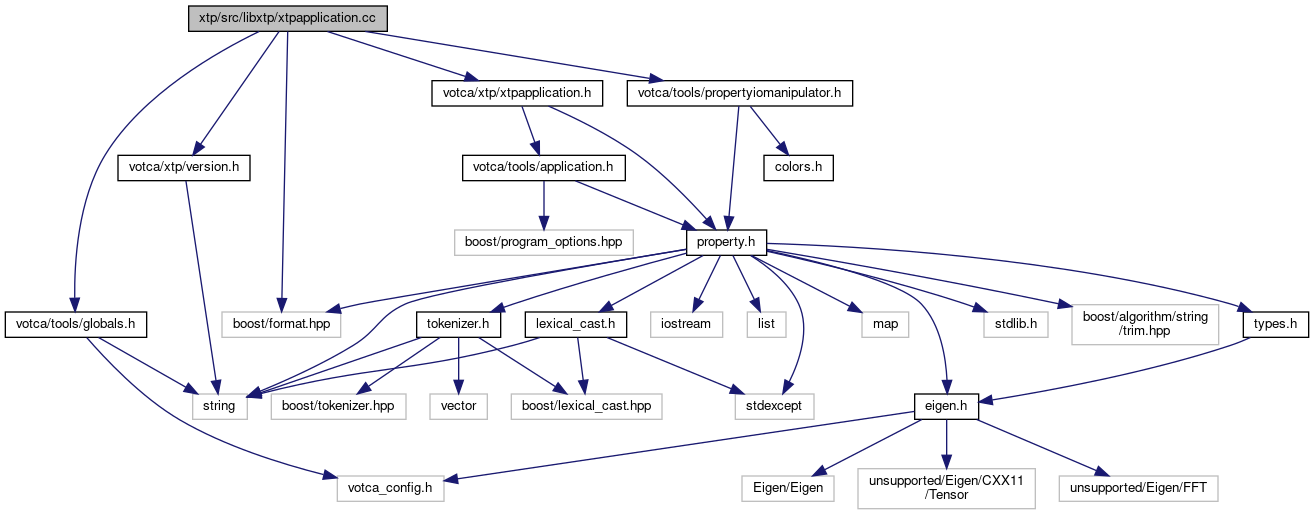 xtp/src/libxtp/xtpapplication.cc
votca/xtp/xtpapplication.h
votca/tools/propertyiomanipulator.h
votca/xtp/version.h
votca/tools/application.h
colors.h
boost/program_options.hpp
property.h
votca/tools/globals.h
boost/format.hpp
tokenizer.h
lexical_cast.h
iostream
list
map
stdlib.h
boost/algorithm/string
/trim.hpp
types.h
string
boost/tokenizer.hpp
vector
boost/lexical_cast.hpp
stdexcept
eigen.h
votca_config.h
Eigen/Eigen
unsupported/Eigen/CXX11
/Tensor
unsupported/Eigen/FFT